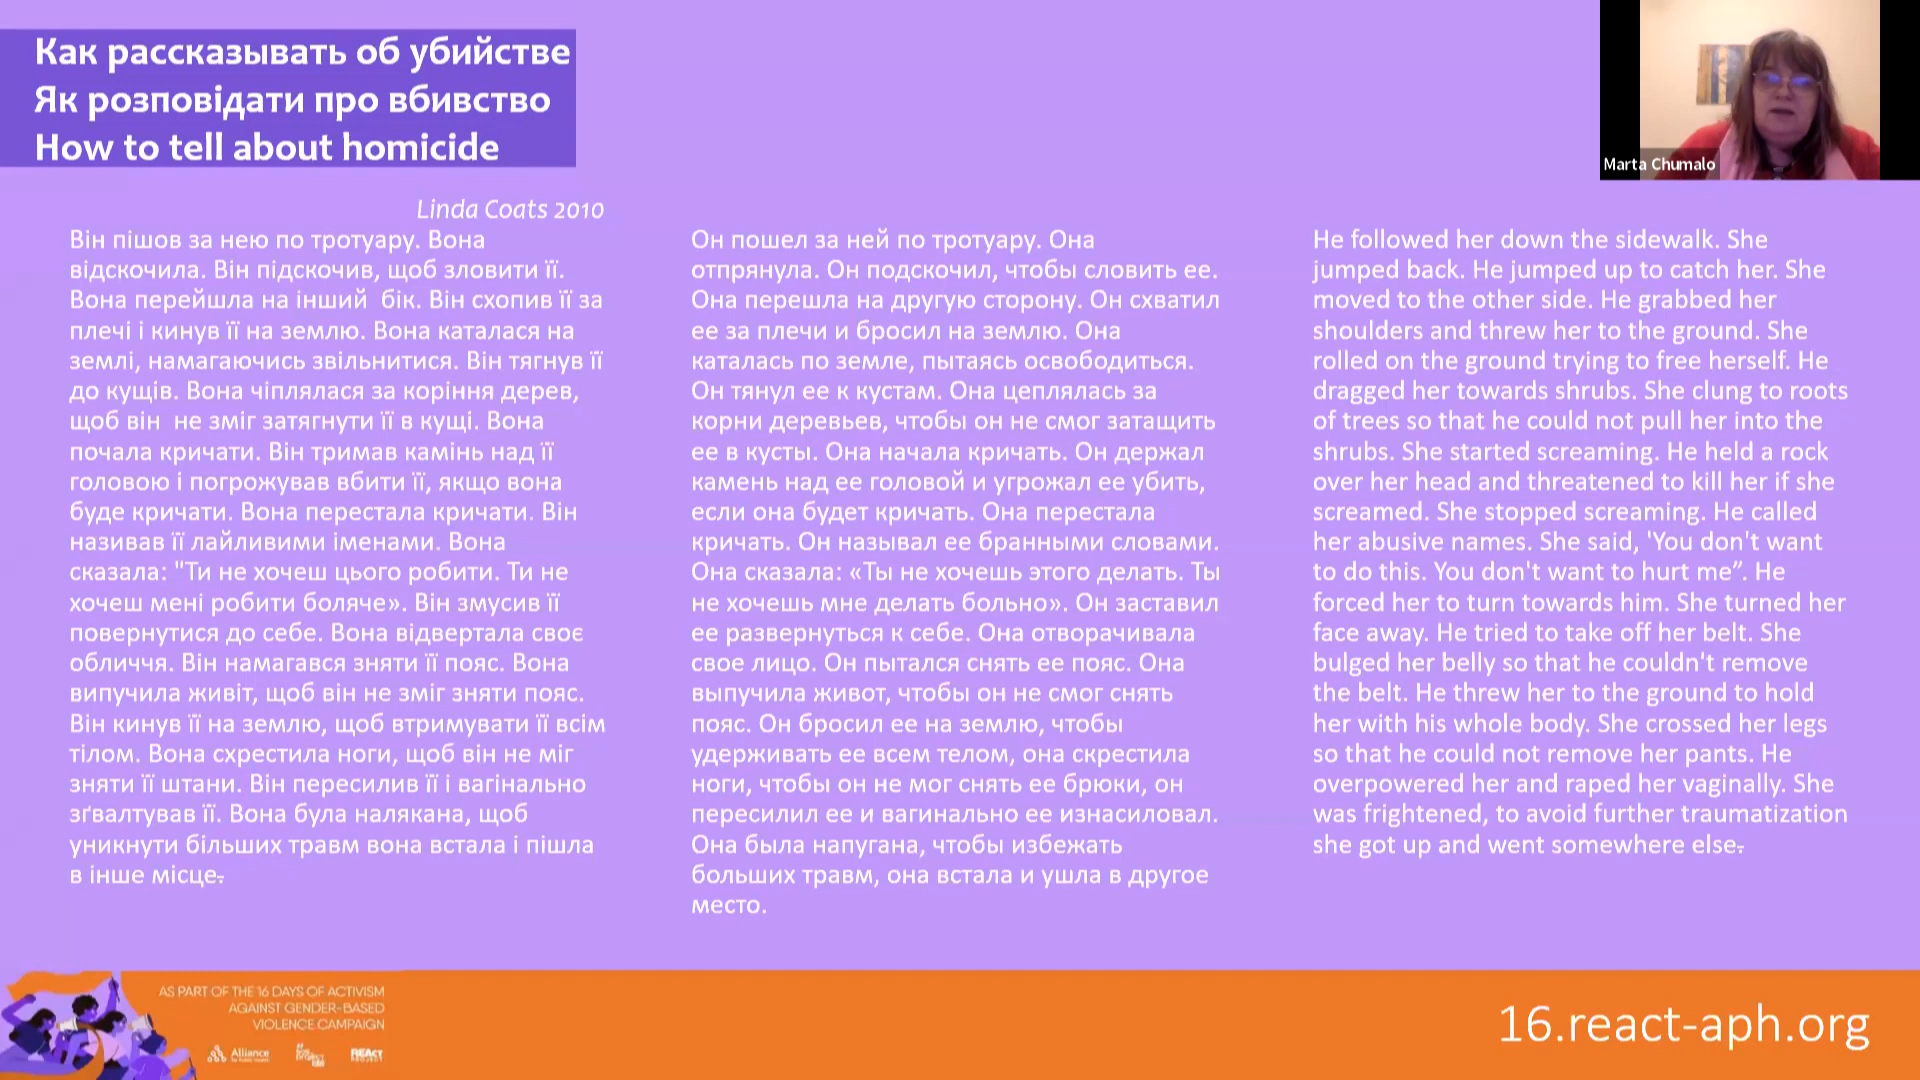 Как рассказывать об убийстве
Як розповідати про вбивство
How to tell about homicide
Marta Chumalo
Linda Coats 2010
Він пішов за нею по тротуару. Вона
відскочила. Він підскочив, щоб зловити її.
Вона перейшла на інший бік. Він схопив її за
плечі і кинув її на землю. Вона каталася на
землі, намагаючись звільнитися. Він тягнув її
до кущів. Вона чіплялася за коріння дерев,
щоб він не зміг затягнути її в кущі. Вона
почала кричати. Він тримав камінь над її
головою і погрожував вбити її, якщо вона
буде кричати. Вона перестала кричати. Він
називав її лайливими іменами. Вона
сказала: "Ти не хочеш цього робити. Ти не
хочеш мені робити боляче». Він змусив її
повернутися до себе. Вона відвертала своє
обличчя. Він намагався зняти її пояс. Вона
випучила живіт, щоб він не зміг зняти пояс.
Він кинув її на землю, щоб втримувати її всім
тілом. Вона схрестила ноги, щоб він не міг
зняти її штани. Він пересилив її і вагінально
зґвалтував її. Вона була налякана, щоб
уникнути більших травм вона встала і пішла
в інше місце.
Он пошел за ней по тротуару. Она
отпрянула. Он подскочил, чтобы словить ее.
Она перешла на другую сторону. Он схватил
ее за плечи и бросил на землю. Она
каталась по земле, пытаясь освободиться.
Он тянул ее к кустам. Она цеплялась за
корни деревьев, чтобы он не смог затащить
ее в кусты. Она начала кричать. Он держал
камень над ее головой и угрожал ее убить,
если она будет кричать. Она перестала
кричать. Он называл ее бранными словами.
Она сказала: «Ты не хочешь этого делать. Ты
не хочешь мне делать больно». Он заставил
ее развернуться к себе. Она отворачивала
свое лицо. Он пытался снять ее пояс. Она
выпучила живот, чтобы он не смог снять
пояс. Он бросил ее на землю, чтобы
удерживать ее всем телом, она скрестила
ноги, чтобы он не мог снять ее брюки, он
пересилил ее и вагинально ее изнасиловал.
Она была напугана, чтобы избежать
больших травм, она встала и ушла в другое
место.
He followed her down the sidewalk. She
jumped back. He jumped up to catch her. She
moved to the other side. He grabbed her
shoulders and threw her to the ground. She
rolled on the ground trying to free herself. He
dragged her towards shrubs. She clung to roots
of trees so that he could not pull her into the
shrubs. She started screaming. He held a rock
over her head and threatened to kill her if she
screamed. She stopped screaming. He called
her abusive names. She said, 'You don't want
to do this. You don't want to hurt me”. He
forced her to turn towards him. She turned her
face away. He tried to take off her belt. She
bulged her belly so that he couldn't remove
the belt. He threw her to the ground to hold
her with his whole body. She crossed her legs
so that he could not remove her pants. He
overpowered her and raped her vaginally. She
was frightened, to avoid further traumatization
she got up and went somewhere else.
AS PART OF THE 16 DAYS OF ACTIVISM
AGAINST GENDER-BASED
VIOLENCE CAMPAIGN
Alliance
REAct
16.react-aph.org